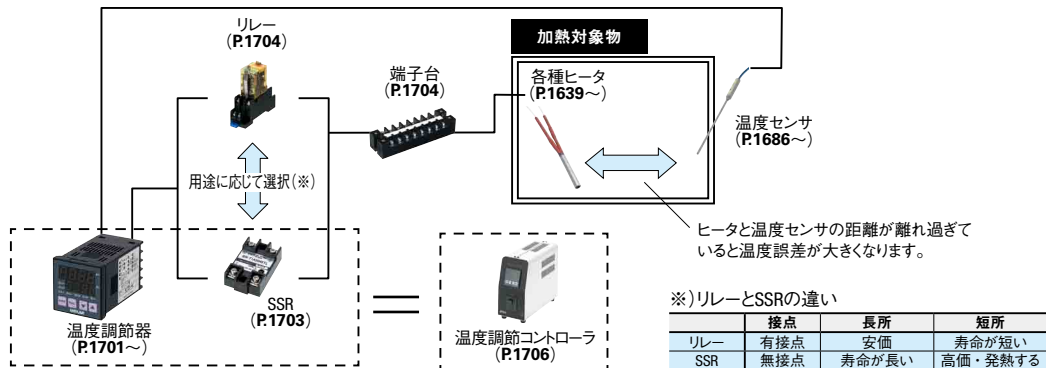 リレー
(P.1704)
端子台
(P.1704)
加熱対象物
各種ヒータ
(P.1639～)
温度センサ
(P.1686～)
用途に応じて選択(※)
ヒータと温度センサの距離が離れ過ぎて
いると温度誤差が大きくなります。
温度調節器
(P.1701～)
SSR
(P.1703)
温度調節コントローラ
(P.1706)
※)リレーとSSRの違い
接点 長所 短所
リレー 有接点 安価 寿命が短い
SSR 無接点 寿命が長い 高価・発熱する